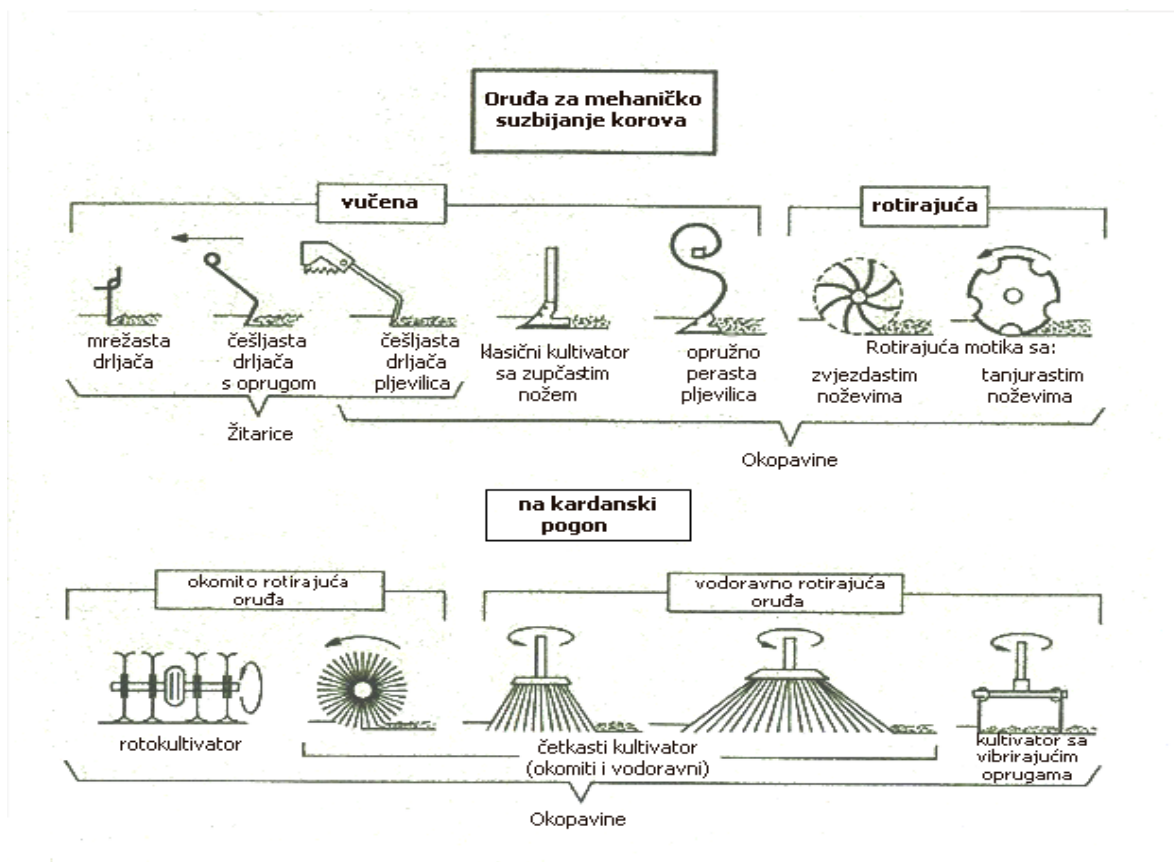 Oruđa za mehaničko
suzbijanje korova
vučena
rotirajuća
mrežasta
drljača
češljasta
drljača
s oprugom
češljasta
drljača
pljevilica
klasični kultivator
sa zupčastim
nožem
opružno
perasta
pljevilica
Rotirajuća motika sa:
zvjezdastim
noževima
tanjurastim
noževima
Žitarice
Okopavine
na kardanski
pogon
okomito rotirajuća
oruđa
vodoravno rotirajuća
oruđa
rotokultivator
četkasti kultivator
(okomiti i vodoravni)
kultivator sa
vibrirajućim
oprugama
Okopavine